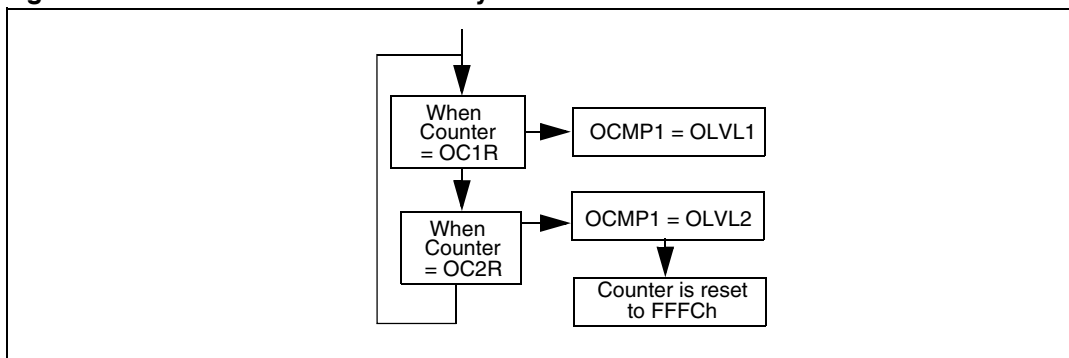 When
Counter
= OC1R
OCMP1 = OLVL1
When
Counter
= OC2R
OCMP1 = OLVL2
Counter is reset
to FFFCh